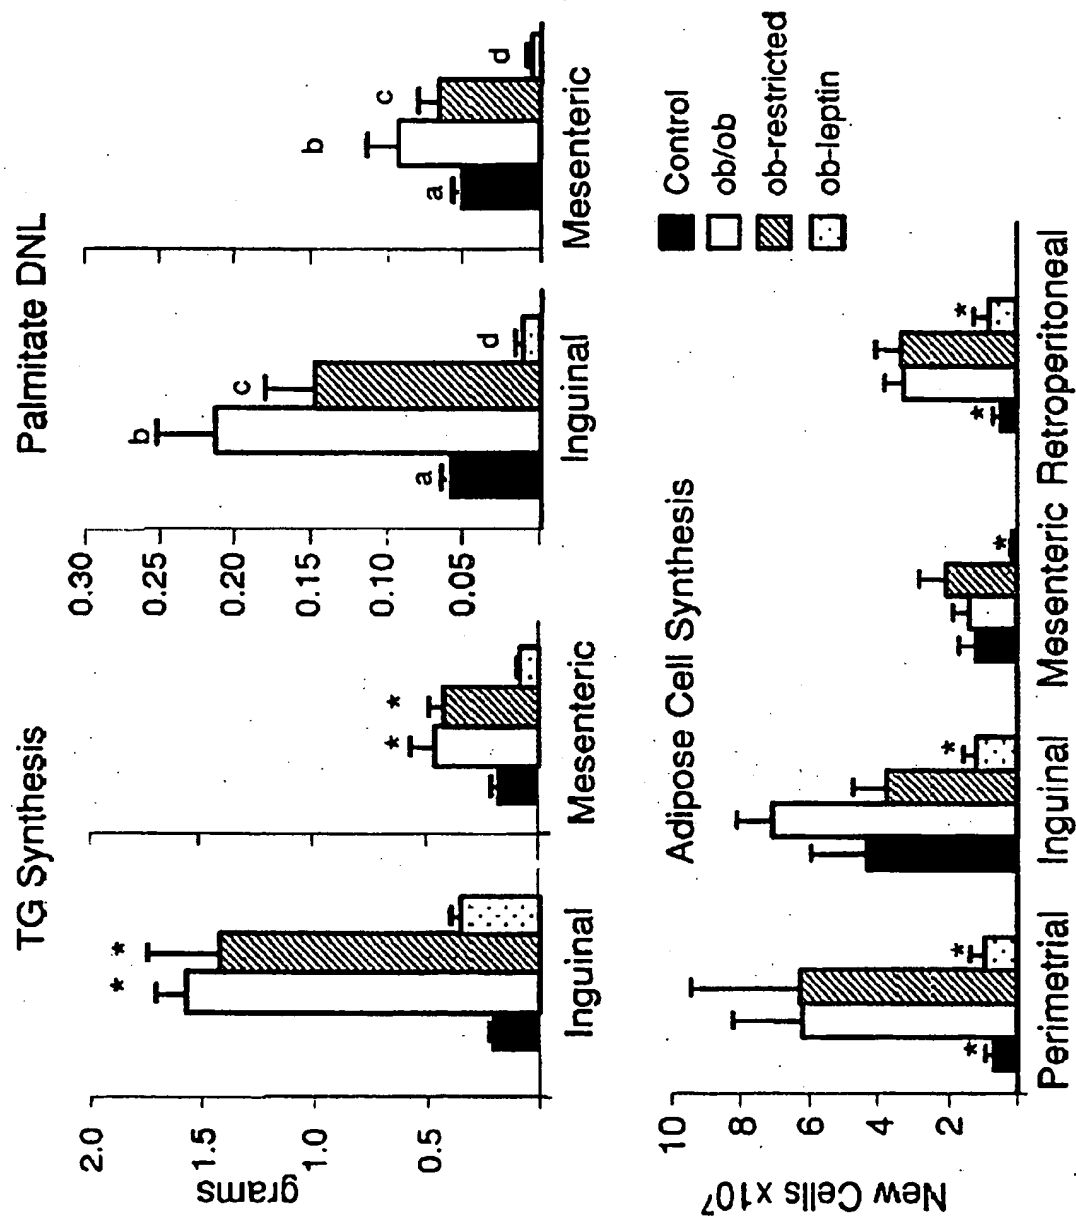 TG Synthesis
Palmitate DNL
2.0
1.5
1.0
0.5
grams
* *
* *
Inguinal
Mesenteric
0.30
0.25
0.20
0.15
0.10
0.05
a b c d
a b c d
Inguinal
Mesenteric
Adipose Cell Synthesis
10
8
6
4
2
New Cells x10⁷
* *
*
*
* *
Perimetrial
Inguinal
Mesenteric
Retroperitoneal
Control
ob/ob
ob-restricted
ob-leptin